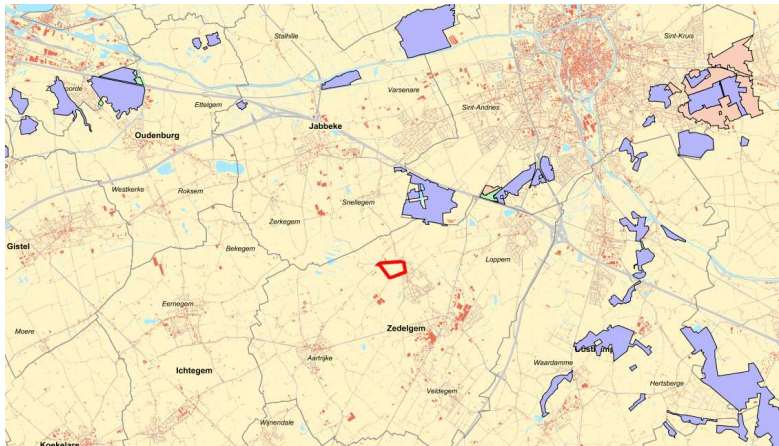 Stalhille
Sint-Kruis
Varsenare
Ettelgem
Sint-Andries
Jabbeke
Oudenburg
Westkerke
Roksem
Snellegem
Zerkegem
Gistel
Bekegem
Loppem
Eernegem
Moere
Zedelgem
Aartrijke
Waardamme
Ichtegem
Hertsberge
Veldegem
Wijnendale
Koekelare